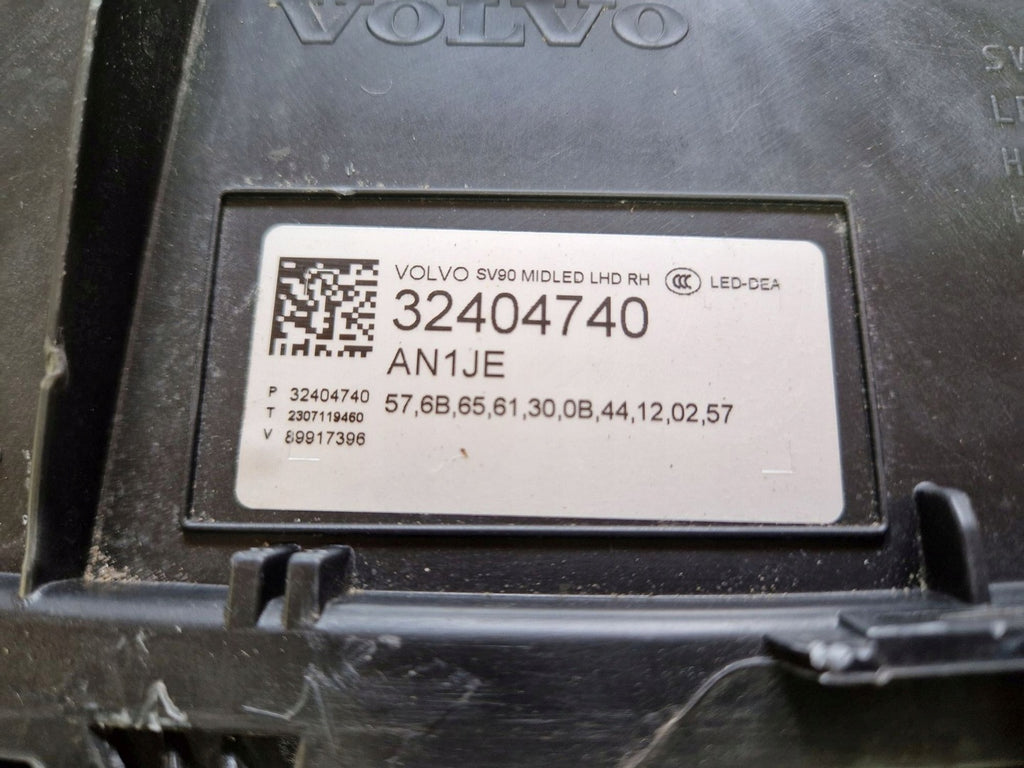 VOLVO
VOLVO SV90 MIDLED LHD RH CCC LED-DEA
32404740
AN1JE
P 32404740
57,6B,65,61,30,0B,44,12,02,57
T 2307119460
V 89917396